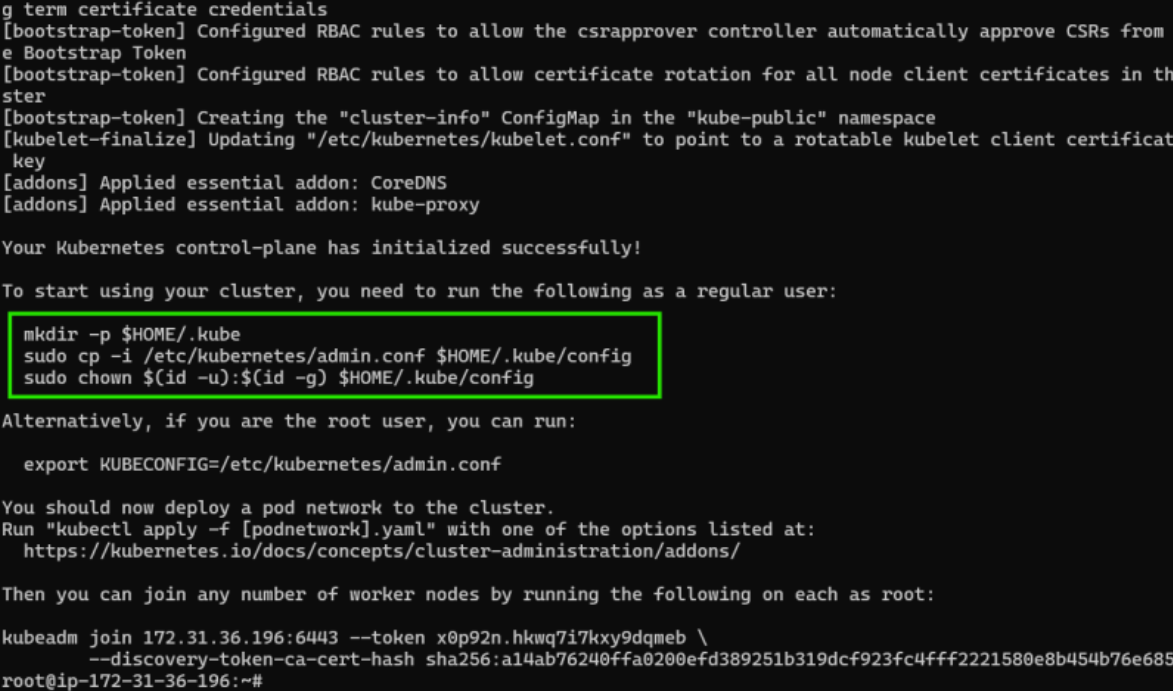 g term certificate credentials
[bootstrap-token] Configured RBAC rules to allow the csrapprover controller automatically approve CSRs from
e Bootstrap Token
[bootstrap-token] Configured RBAC rules to allow certificate rotation for all node client certificates in th
ster
[bootstrap-token] Creating the "cluster-info" ConfigMap in the "kube-public" namespace
[kubelet-finalize] Updating "/etc/kubernetes/kubelet.conf" to point to a rotatable kubelet client certificat
key
[addons] Applied essential addon: CoreDNS
[addons] Applied essential addon: kube-proxy
Your Kubernetes control-plane has initialized successfully!
To start using your cluster, you need to run the following as a regular user:
mkdir -p $HOME/.kube
sudo cp -i /etc/kubernetes/admin.conf $HOME/.kube/config
sudo chown $(id -u):$(id -g) $HOME/.kube/config
Alternatively, if you are the root user, you can run:
export KUBECONFIG=/etc/kubernetes/admin.conf
You should now deploy a pod network to the cluster.
Run "kubectl apply -f [podnetwork].yaml" with one of the options listed at:
https://kubernetes.io/docs/concepts/cluster-administration/addons/
Then you can join any number of worker nodes by running the following on each as root:
kubeadm join 172.31.36.196:6443 --token x0p92n.hkwq7i7kxy9dqmeb \
--discovery-token-ca-cert-hash sha256:a14ab76240ffa0200efd389251b319dcf923fc4fff2221580e8b454b76e685
root@ip-172-31-36-196:~#